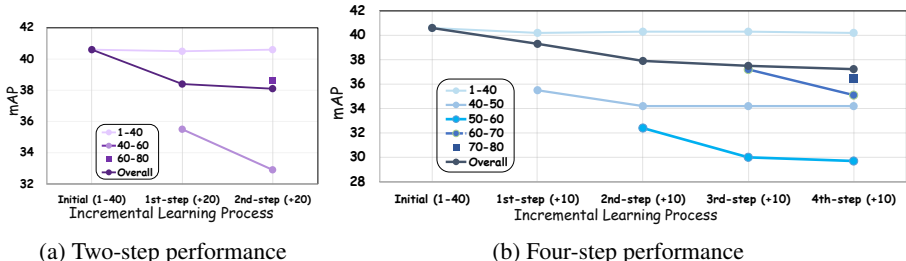 42
40
38
36
34
32
mAP
1-40
40-60
60-80
Overall
Initial (1-40) 1st-step (+20) 2nd-step (+20)
Incremental Learning Process
(a) Two-step performance
42
40
38
36
34
32
30
28
mAP
1-40
40-50
50-60
60-70
70-80
Overall
Initial (1-40) 1st-step (+10) 2nd-step (+10) 3rd-step (+10) 4th-step (+10)
Incremental Learning Process
(b) Four-step performance